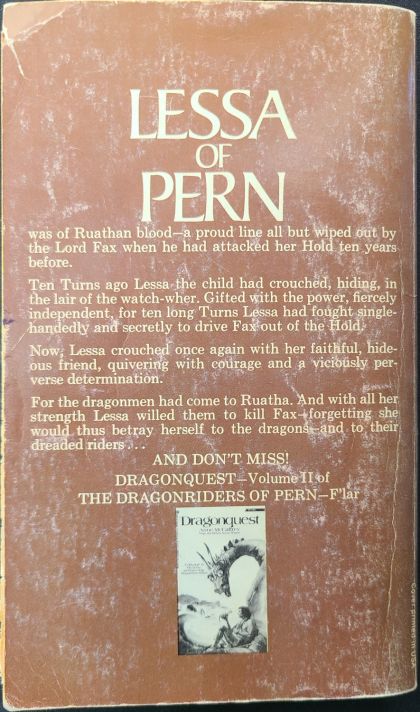 LESSA
OF
PERN
was of Ruathan blood—a proud line all but wiped out by
the Lord Fax when he had attacked her Hold ten years
before.
Ten Turns ago Lessa the child had crouched, hiding, in
the lair of the watch-wher. Gifted with the power, fiercely
independent, for ten long Turns Lessa had fought single-
handedly and secretly to drive Fax out of the Hold.
Now, Lessa crouched once again with her faithful, hide-
ous friend, quivering with courage and a viciously per-
verse determination.
For the dragonmen had come to Ruatha. And with all her
strength Lessa willed them to kill Fax—forgetting she
would thus betray herself to the dragons—and to their
dreaded riders . . .
AND DON'T MISS!
DRAGONQUEST—Volume II of
THE DRAGONRIDERS OF PERN—F'lar
Dragonquest
Anne McCaffrey
Cover printed in USA